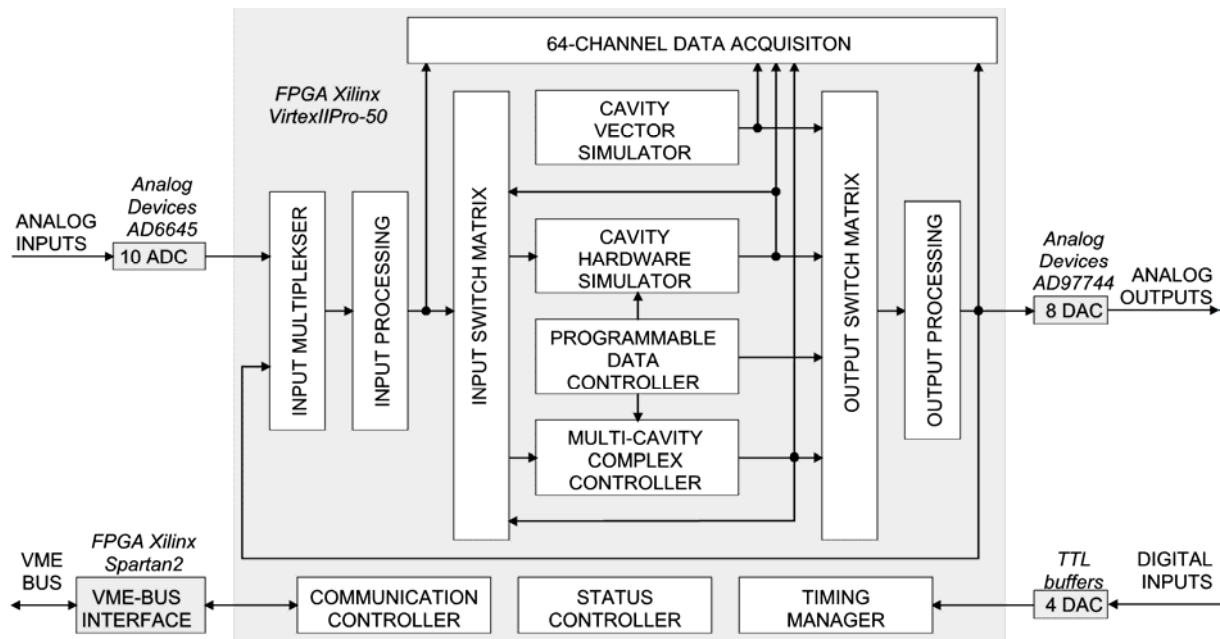 64-CHANNEL DATA ACQUISITON
FPGA Xilinx
VirtexIIPro-50
CAVITY
VECTOR
SIMULATOR
Analog
Devices
AD6645
ANALOG
INPUTS
10 ADC
INPUT MULTIPLEKSER
INPUT PROCESSING
INPUT SWITCH MATRIX
CAVITY
HARDWARE
SIMULATOR
PROGRAMMABLE
DATA
CONTROLLER
MULTI-CAVITY
COMPLEX
CONTROLLER
OUTPUT SWITCH MATRIX
OUTPUT PROCESSING
Analog
Devices
AD97744
ANALOG
OUTPUTS
8 DAC
VME
BUS
FPGA Xilinx
Spartan2
VME-BUS
INTERFACE
COMMUNICATION
CONTROLLER
STATUS
CONTROLLER
TIMING
MANAGER
TTL
buffers
4 DAC
DIGITAL
INPUTS